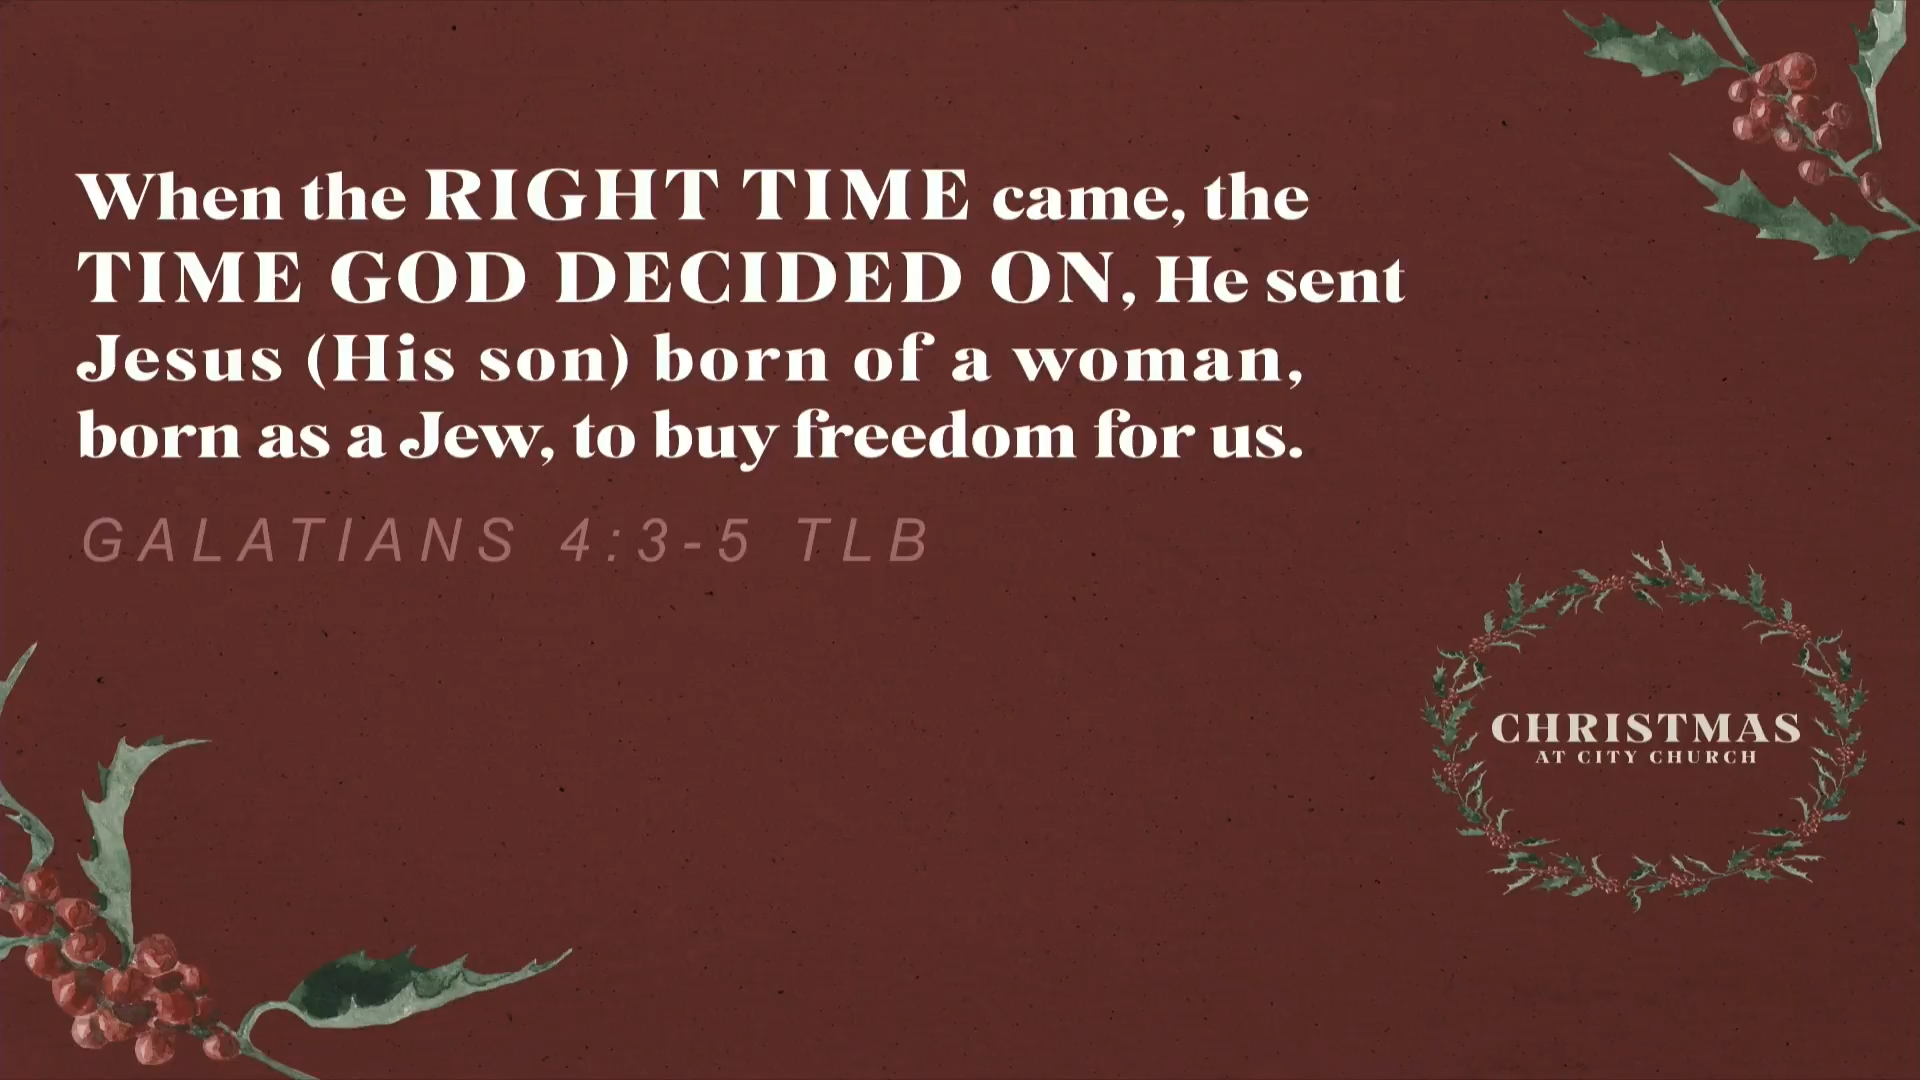 When the RIGHT TIME came, the
TIME GOD DECIDED ON, He sent
Jesus (His son) born of a woman,
born as a Jew, to buy freedom for us.
GALATIANS 4:3-5 TLB
CHRISTMAS
AT CITY CHURCH